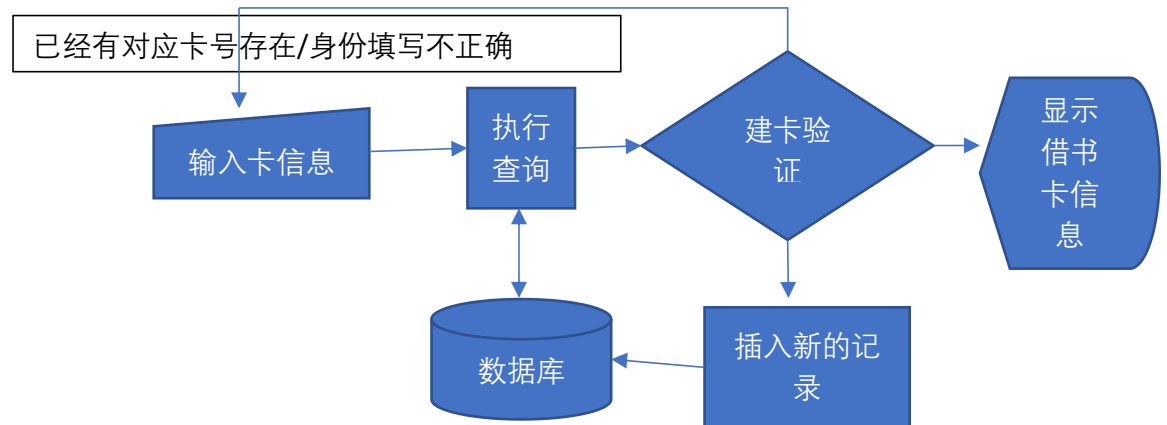 已经有对应卡号存在/身份填写不正确
输入卡信息
执行
查询
建卡验
证
显示
借书
卡信
息
数据库
插入新的记
录